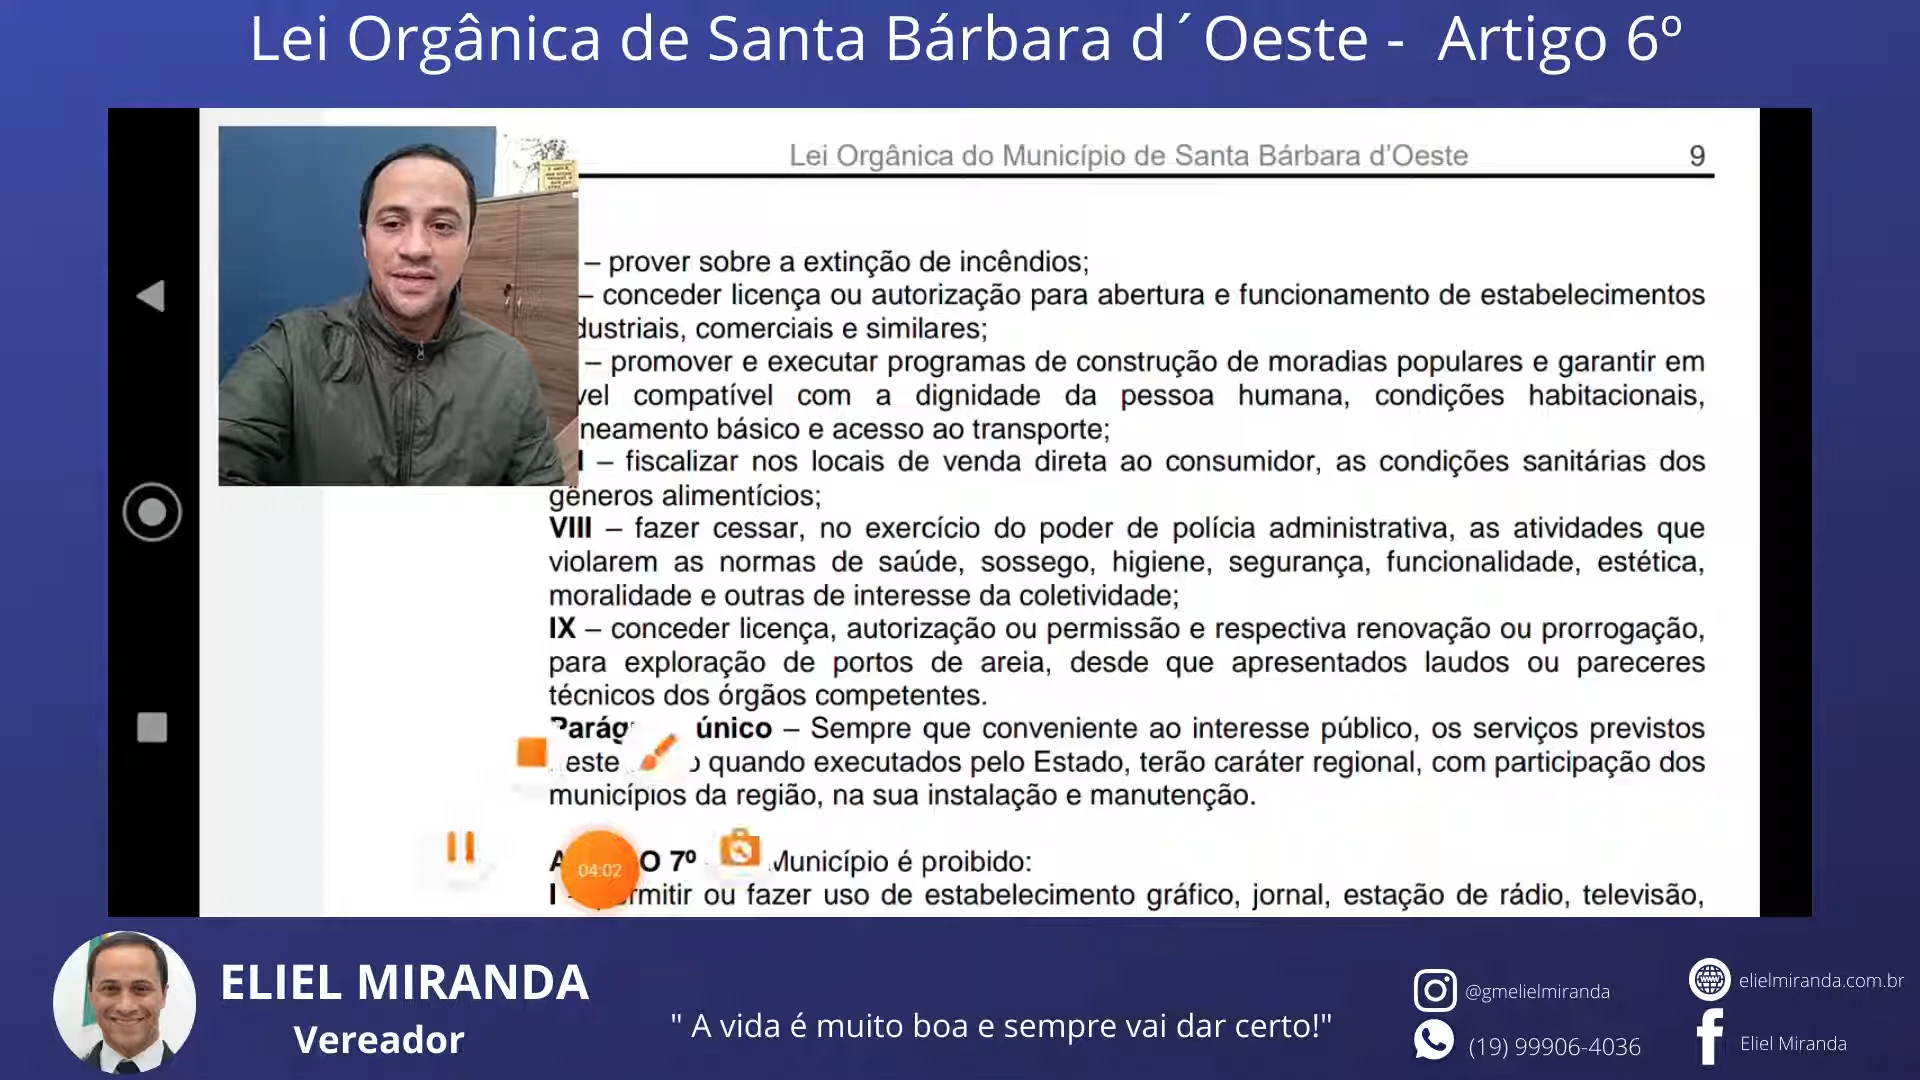 Lei Orgânica de Santa Bárbara d´Oeste - Artigo 6º
Lei Orgânica do Município de Santa Bárbara d'Oeste 9
– prover sobre a extinção de incêndios;
– conceder licença ou autorização para abertura e funcionamento de estabelecimentos
dustriais, comerciais e similares;
– promover e executar programas de construção de moradias populares e garantir em
vel compatível com a dignidade da pessoa humana, condições habitacionais,
neamento básico e acesso ao transporte;
I – fiscalizar nos locais de venda direta ao consumidor, as condições sanitárias dos
gêneros alimentícios;
VIII – fazer cessar, no exercício do poder de polícia administrativa, as atividades que
violarem as normas de saúde, sossego, higiene, segurança, funcionalidade, estética,
moralidade e outras de interesse da coletividade;
IX – conceder licença, autorização ou permissão e respectiva renovação ou prorrogação,
para exploração de portos de areia, desde que apresentados laudos ou pareceres
técnicos dos órgãos competentes.
Parág único – Sempre que conveniente ao interesse público, os serviços previstos
este o quando executados pelo Estado, terão caráter regional, com participação dos
municípios da região, na sua instalação e manutenção.
A O 7º Município é proibido:
I – rmitir ou fazer uso de estabelecimento gráfico, jornal, estação de rádio, televisão,
04:02
ELIEL MIRANDA
Vereador
" A vida é muito boa e sempre vai dar certo!"
@gmelielmiranda
(19) 99906-4036
elielmiranda.com.br
Eliel Miranda